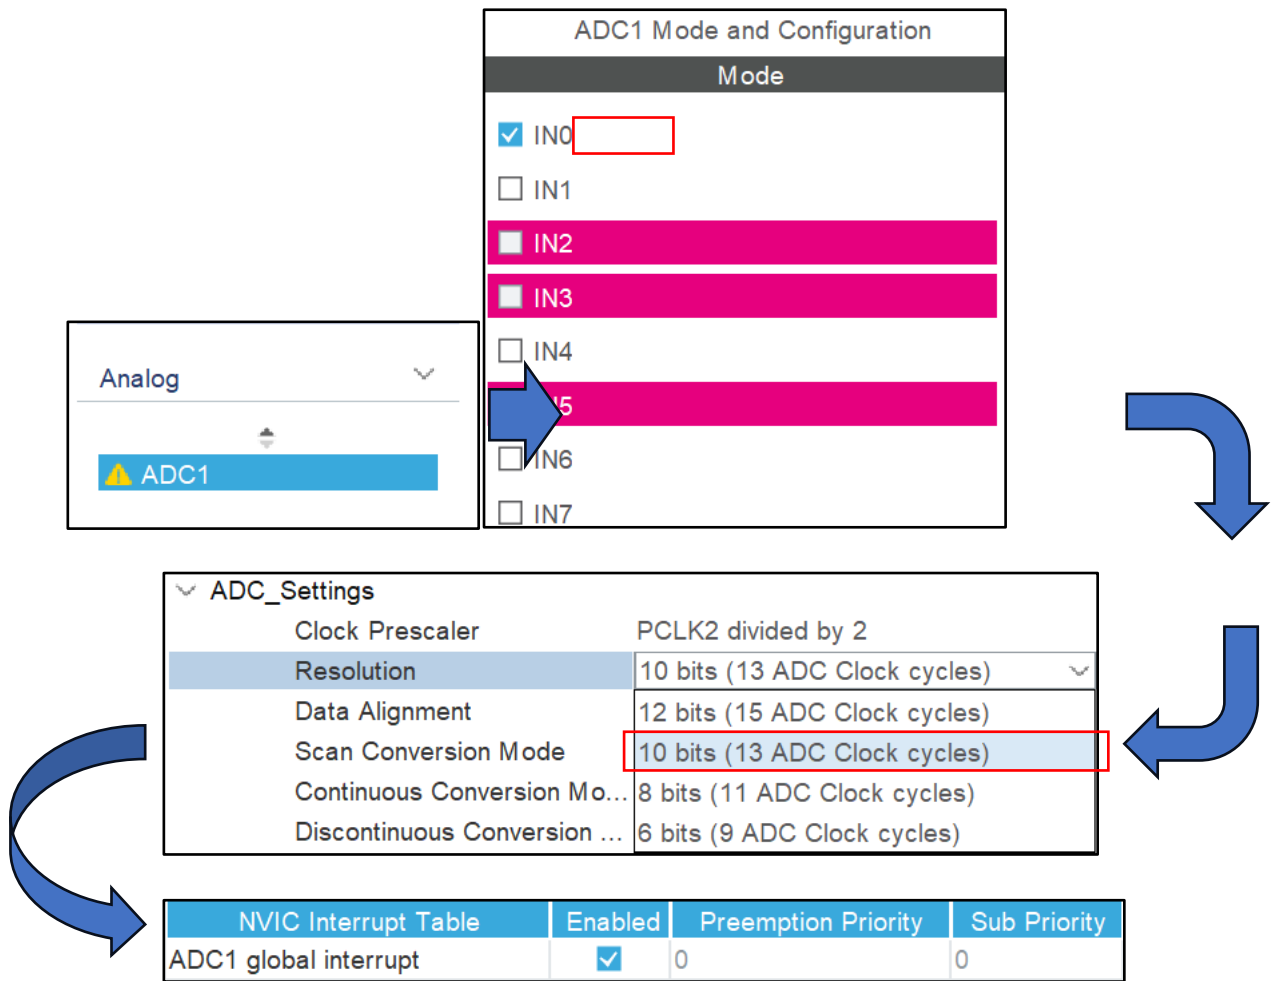 ADC1 Mode and Configuration
Mode
IN0
IN1
IN2
IN3
IN4
IN6
IN7
Analog
ADC1
ADC_Settings
Clock Prescaler PCLK2 divided by 2
Resolution 10 bits (13 ADC Clock cycles)
Data Alignment 12 bits (15 ADC Clock cycles)
Scan Conversion Mode 10 bits (13 ADC Clock cycles)
Continuous Conversion Mo... 8 bits (11 ADC Clock cycles)
Discontinuous Conversion ... 6 bits (9 ADC Clock cycles)
NVIC Interrupt Table Enabled Preemption Priority Sub Priority
ADC1 global interrupt 0 0